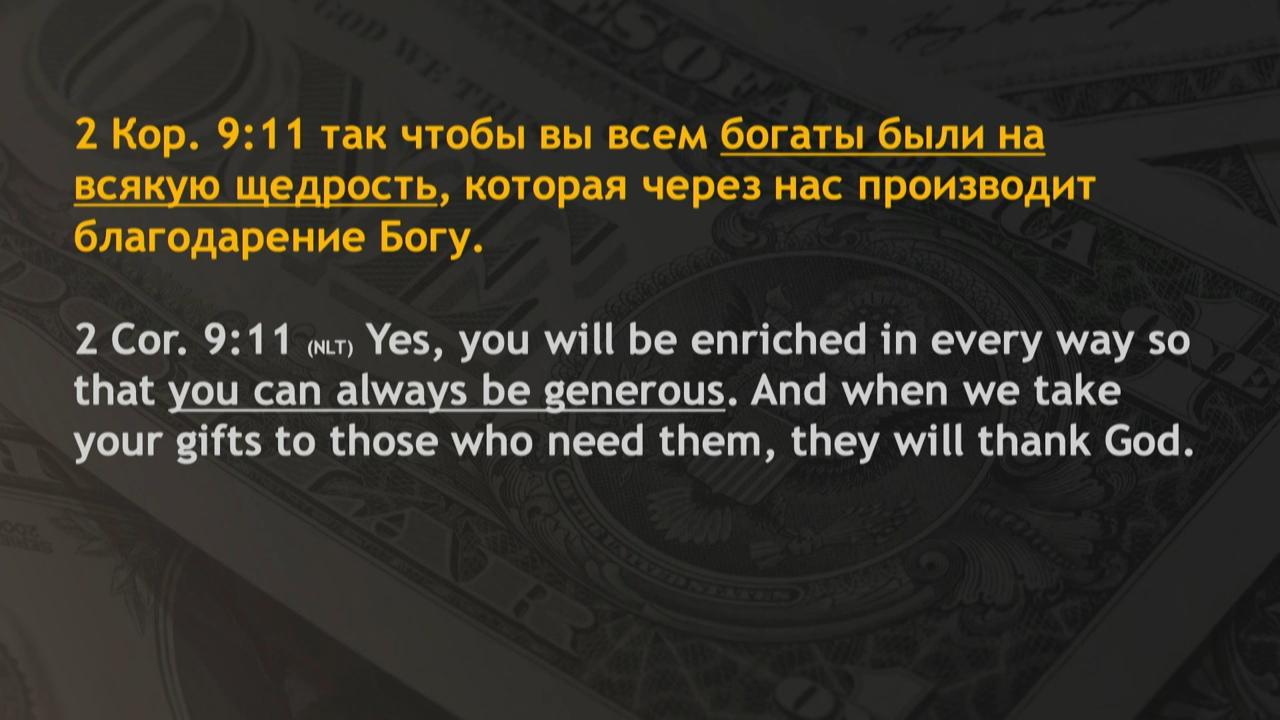 2 Кор. 9:11 так чтобы вы всем богаты были на
всякую щедрость, которая через нас производит
благодарение Богу.
2 Cor. 9:11 (NLT) Yes, you will be enriched in every way so
that you can always be generous. And when we take
your gifts to those who need them, they will thank God.